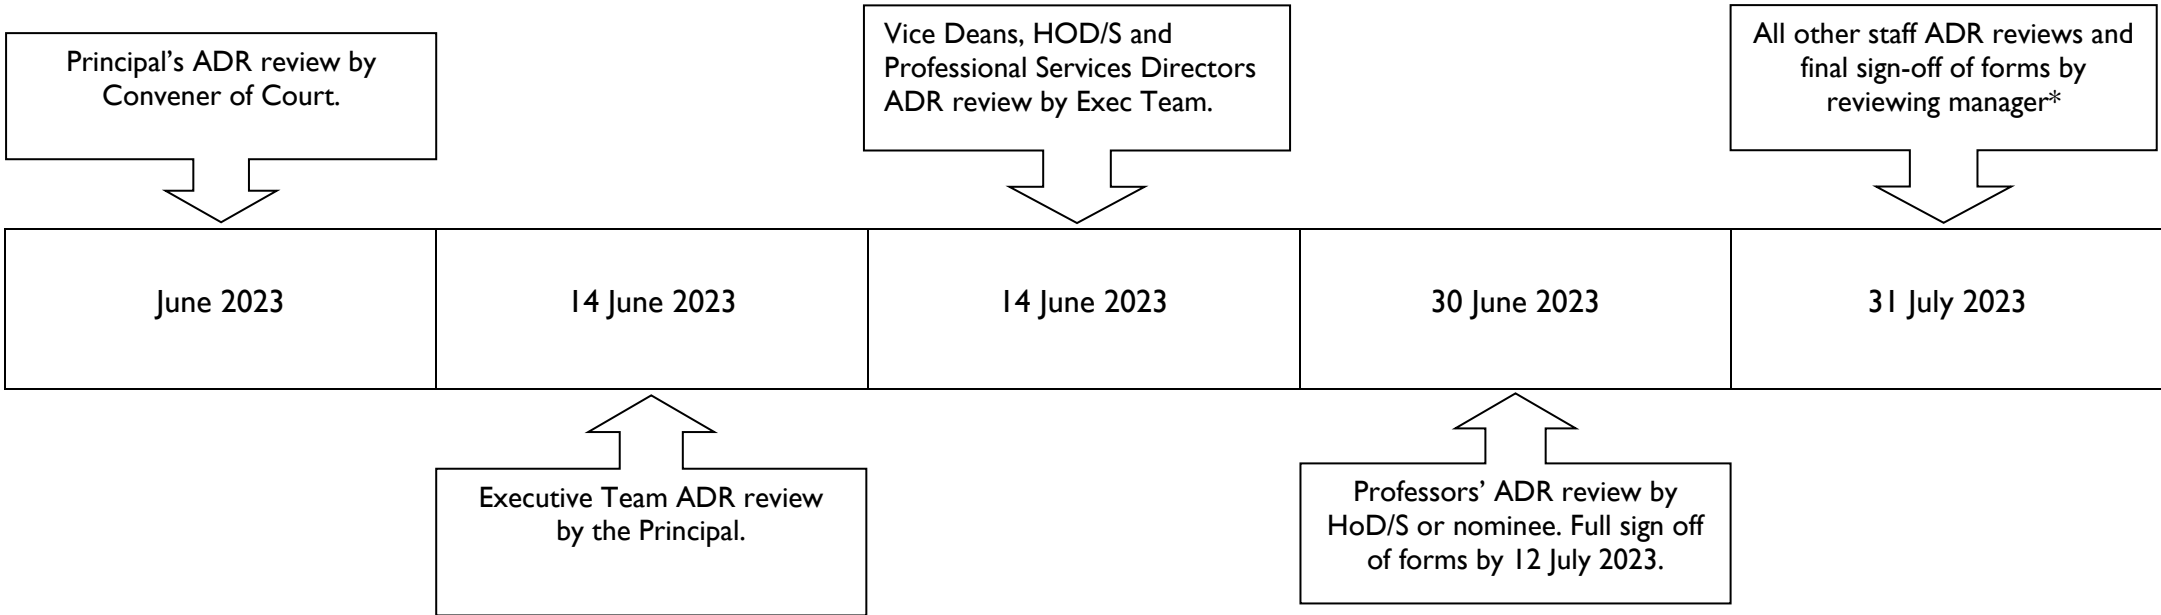 Principal’s ADR review by
Convener of Court.
Vice Deans, HOD/S and
Professional Services Directors
ADR review by Exec Team.
All other staff ADR reviews and
final sign-off of forms by
reviewing manager*
June 2023
14 June 2023
14 June 2023
30 June 2023
31 July 2023
Executive Team ADR review
by the Principal.
Professors’ ADR review by
HoD/S or nominee. Full sign off
of forms by 12 July 2023.